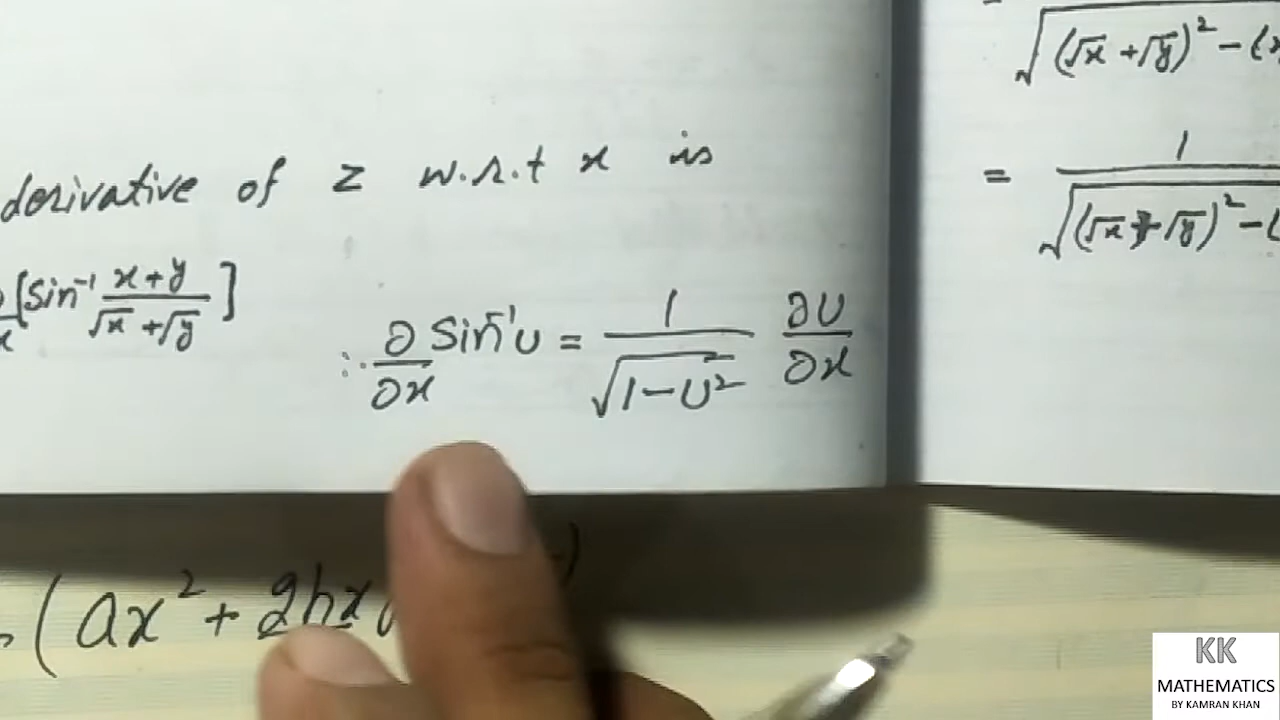 derivative of z w.r.t x is
[Sin⁻¹ (x+y)/(√x+√y)]
∴ ∂/∂x Sin⁻¹U = 1/√(1-U²) ∂U/∂x
(ax² + 2hx
√((√x+√y)² - (x
= 1/√((√x+√y)² - (
KK
MATHEMATICS
BY KAMRAN KHAN